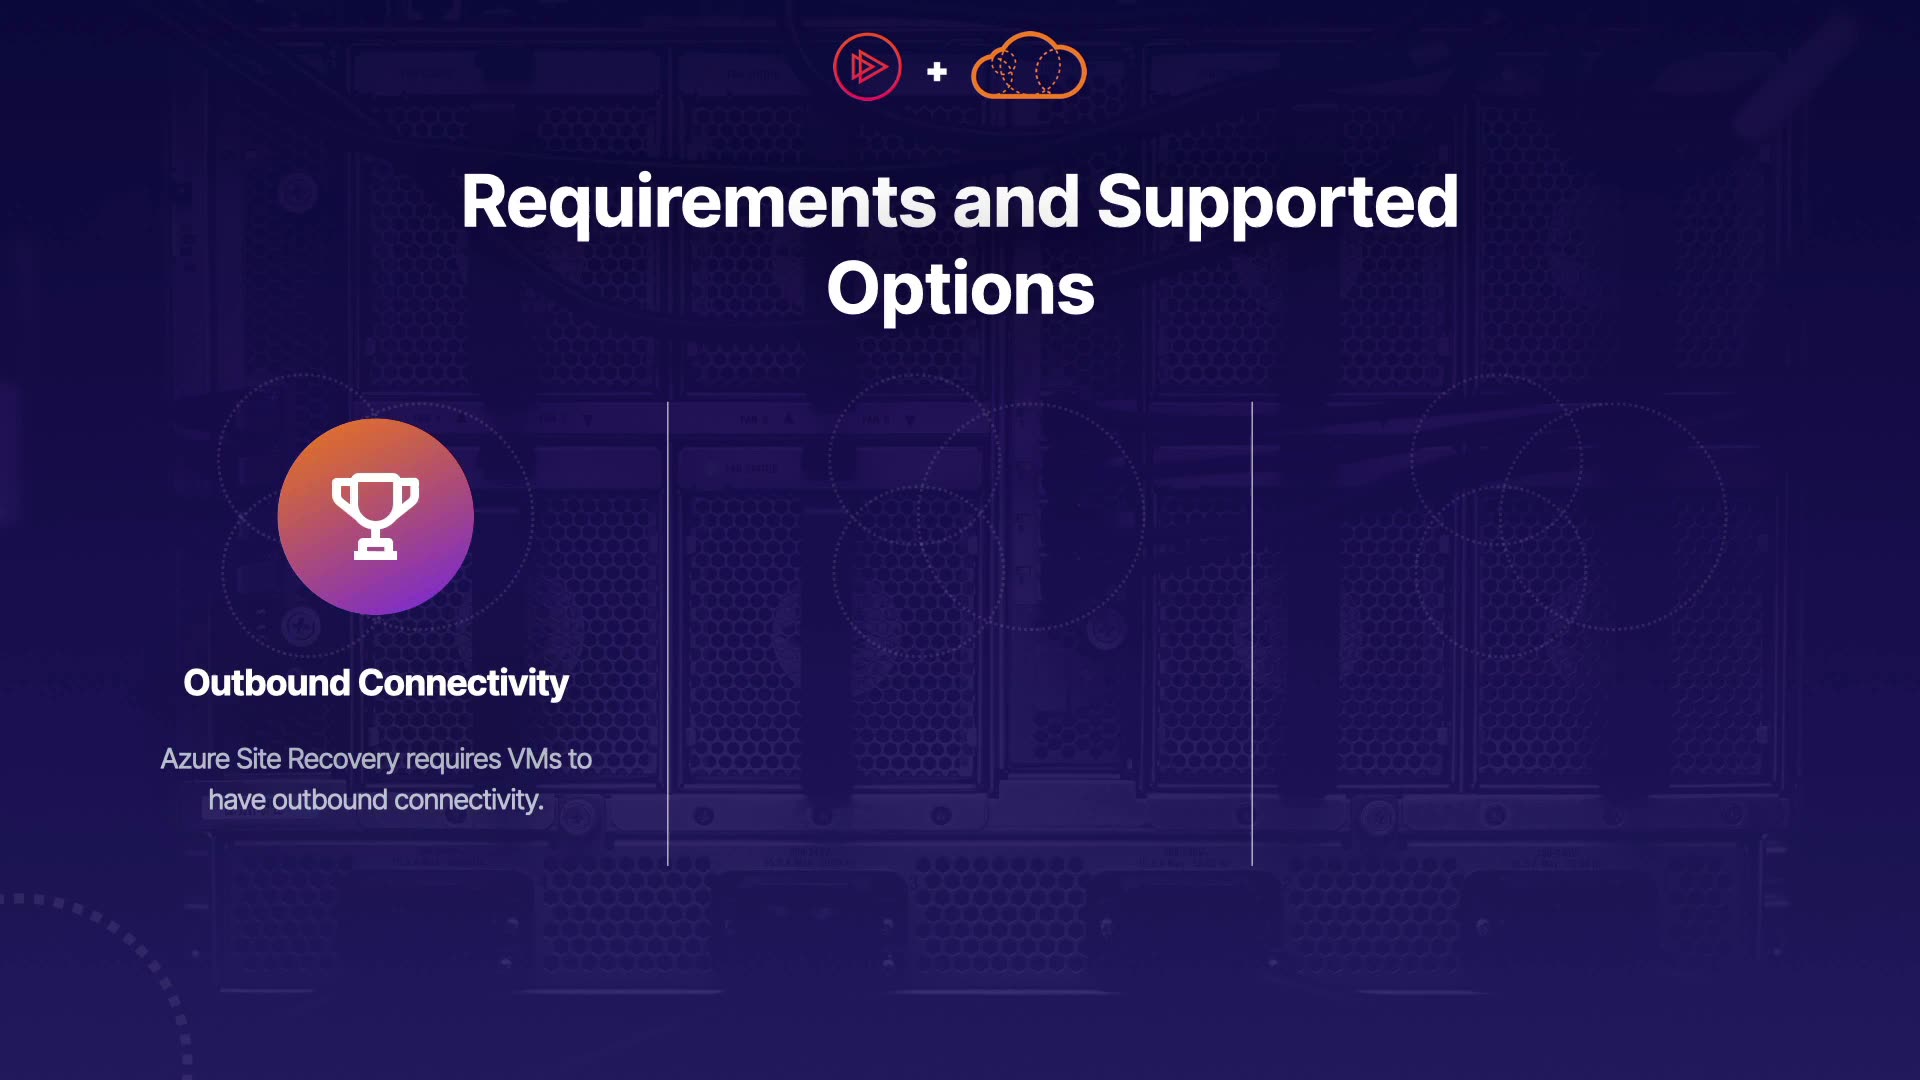 Requirements and Supported
Options
Outbound Connectivity
Azure Site Recovery requires VMs to
have outbound connectivity.